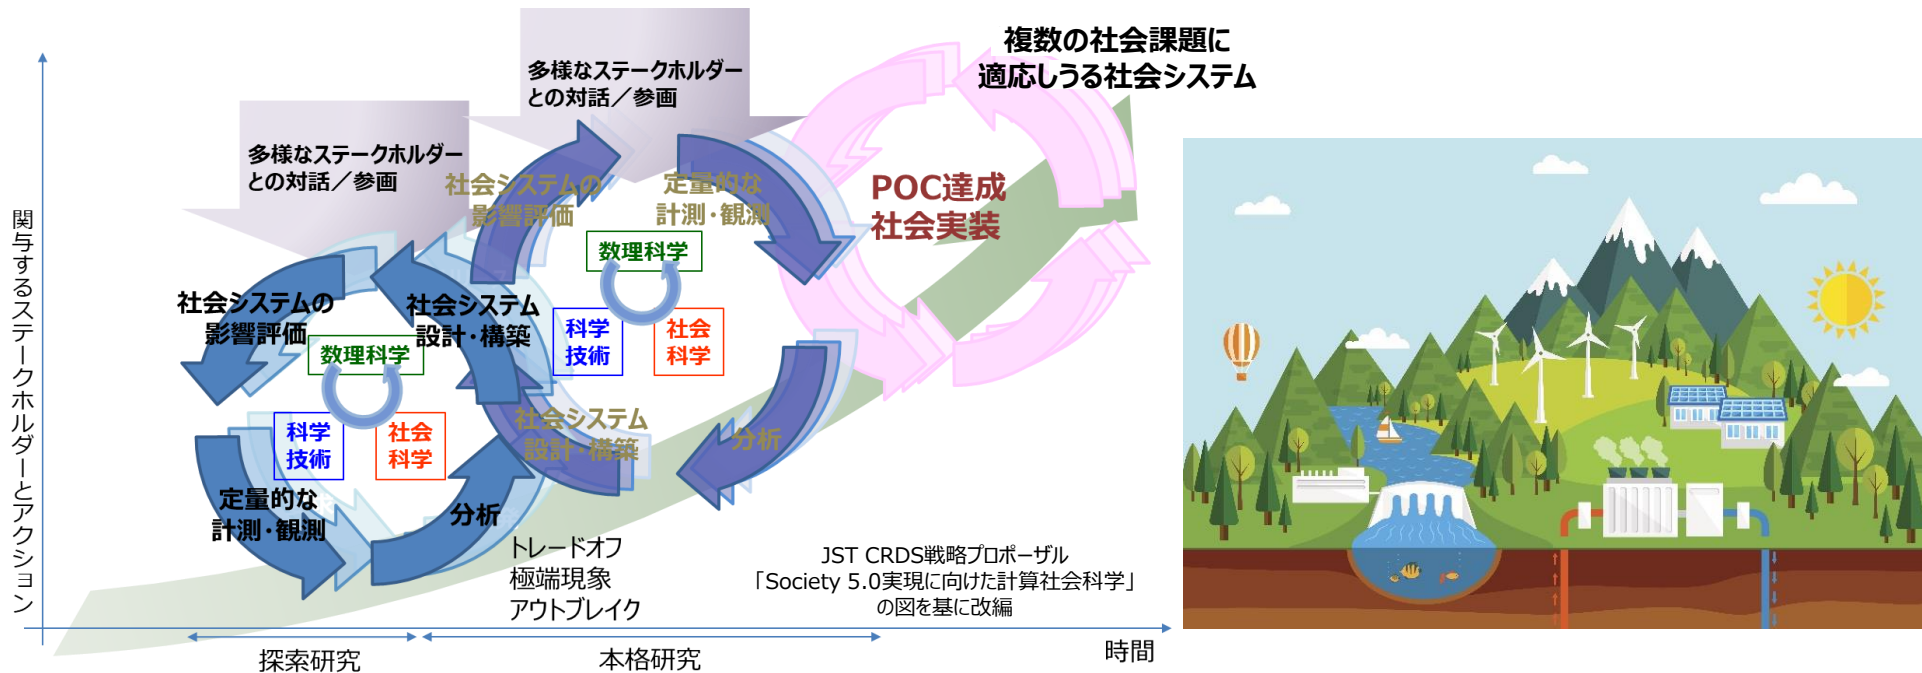 複数の社会課題に
適応しうる社会システム
多様なステークホルダー
との対話／参画
多様なステークホルダー
との対話／参画
社会システムの
影響評価
定量的な
計測・観測
POC達成
社会実装
数理科学
科学
技術
社会
科学
社会システム
設計・構築
分析
社会システムの
影響評価
社会システム
設計・構築
数理科学
科学
技術
社会
科学
定量的な
計測・観測
分析
トレードオフ
極端現象
アウトブレイク
JST CRDS戦略プロポーザル
「Society 5.0実現に向けた計算社会科学」
の図を基に改編
関与するステークホルダーとアクション
探索研究
本格研究
時間